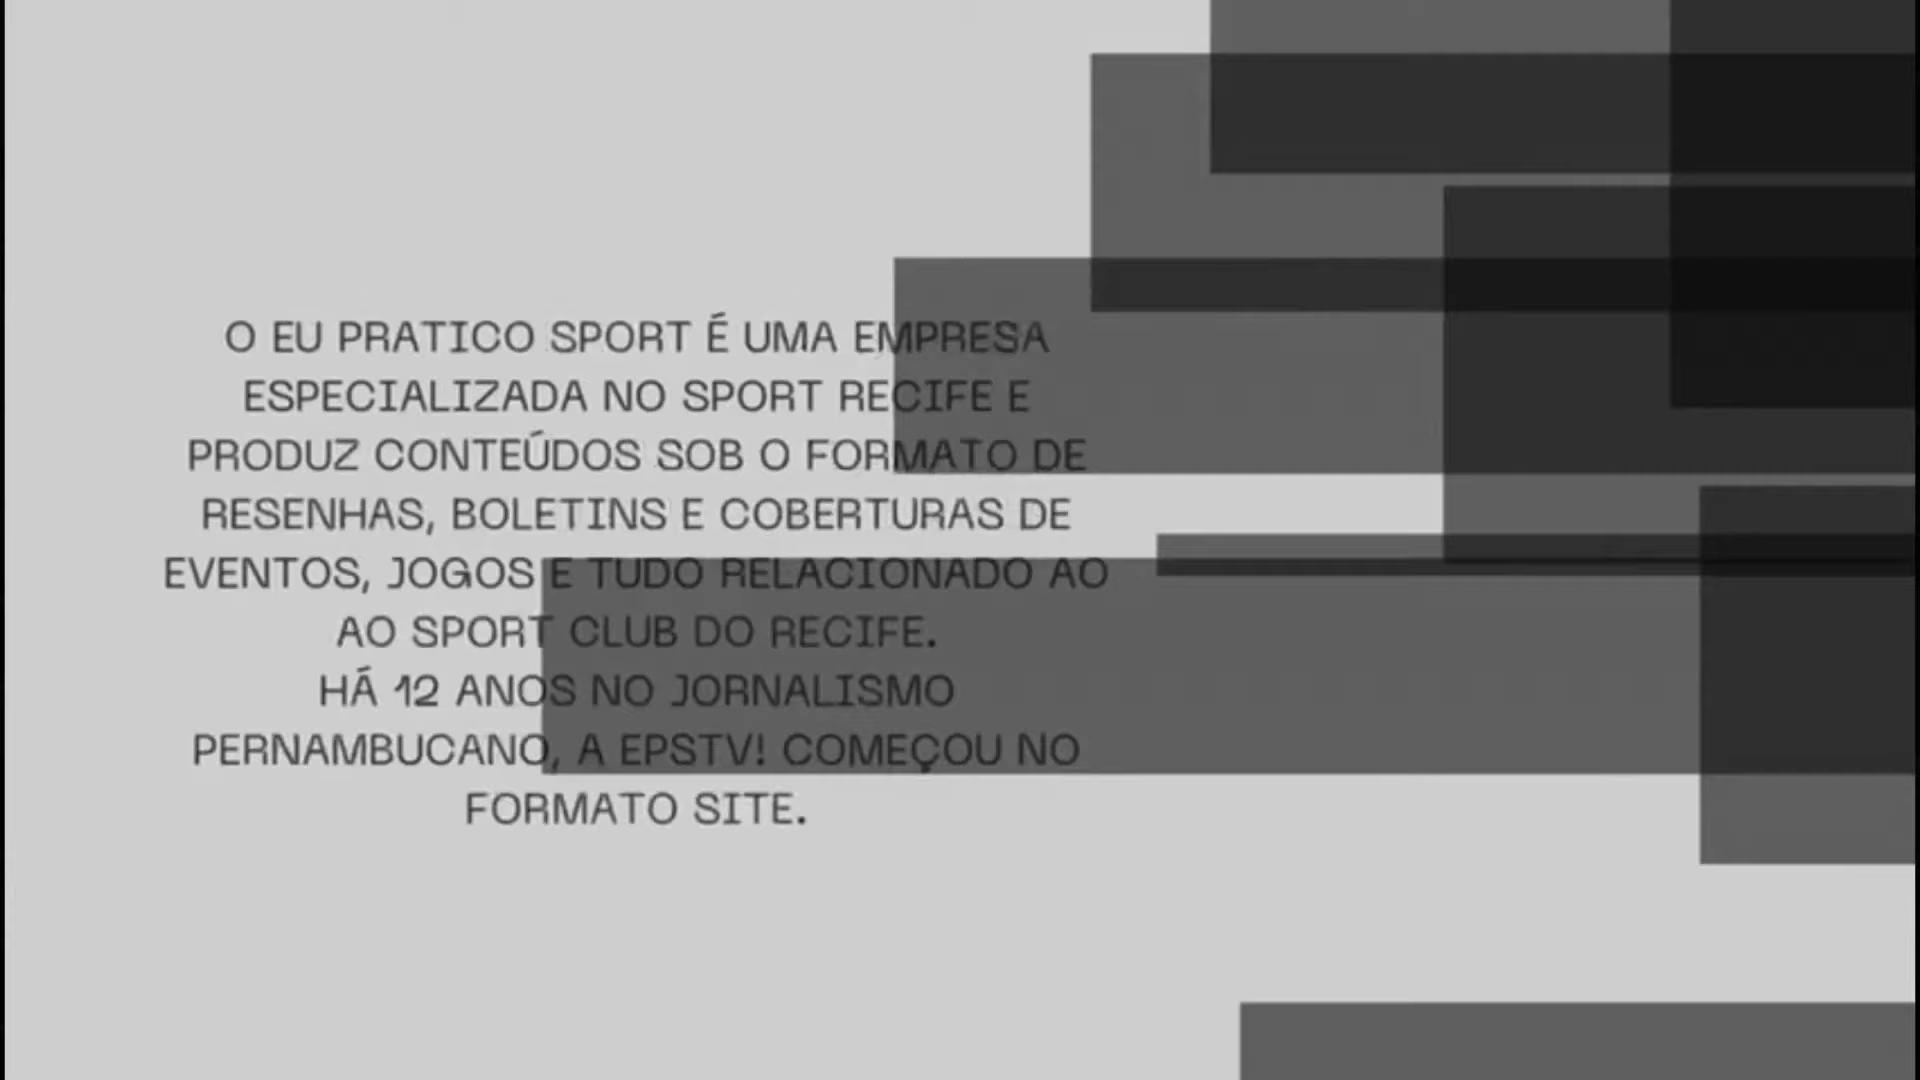 O EU PRATICO SPORT É UMA EMPRESA
ESPECIALIZADA NO SPORT RECIFE E
PRODUZ CONTEÚDOS SOB O FORMATO DE
RESENHAS, BOLETINS E COBERTURAS DE
EVENTOS, JOGOS E TUDO RELACIONADO AO
AO SPORT CLUB DO RECIFE.
HÁ 12 ANOS NO JORNALISMO
PERNAMBUCANO, A EPSTV! COMEÇOU NO
FORMATO SITE.